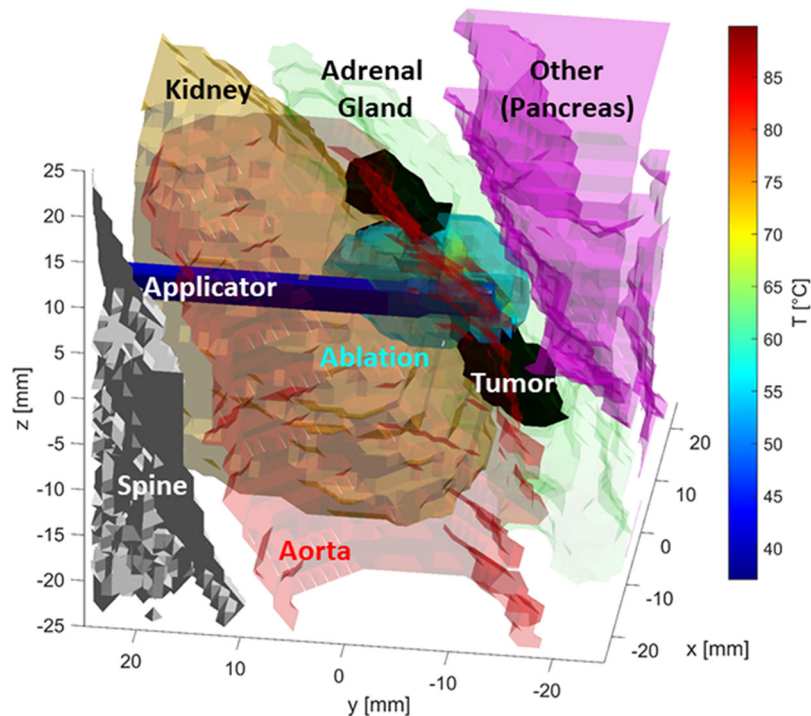 Kidney
Adrenal
Gland
Other
(Pancreas)
Applicator
Ablation
Tumor
Spine
Aorta
25
20
15
10
5
0
-5
-10
-15
-20
-25
z [mm]
20
10
0
-10
-20
y [mm]
20
10
0
-10
-20
x [mm]
85
80
75
70
65
60
55
50
45
40
T [°C]